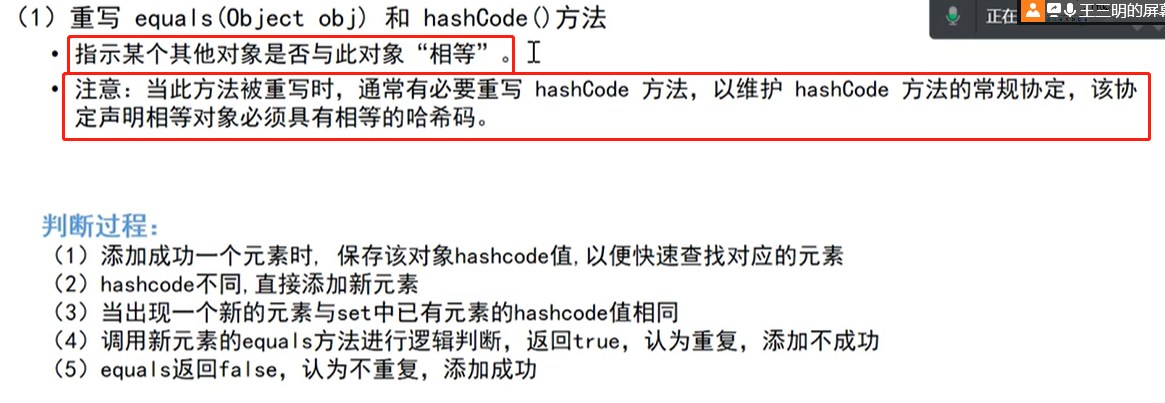 （1）重写 equals(Object obj) 和 hashCode()方法
正在
王三明的屏幕
• 指示某个其他对象是否与此对象“相等”。
• 注意：当此方法被重写时，通常有必要重写 hashCode 方法，以维护 hashCode 方法的常规协定，该协
定声明相等对象必须具有相等的哈希码。
判断过程：
（1）添加成功一个元素时, 保存该对象hashcode值,以便快速查找对应的元素
（2）hashcode不同,直接添加新元素
（3）当出现一个新的元素与set中已有元素的hashcode值相同
（4）调用新元素的equals方法进行逻辑判断，返回true，认为重复，添加不成功
（5）equals返回false，认为不重复，添加成功